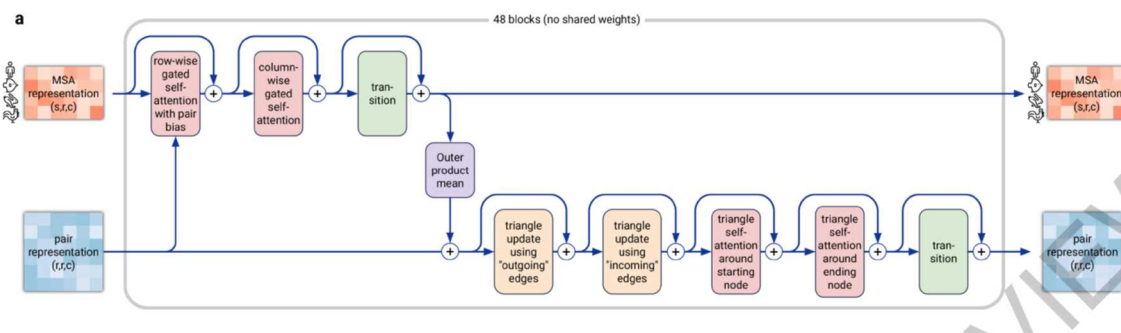 a
48 blocks (no shared weights)
MSA
representation
(s,r,c)
row-wise
gated
self-
attention
with pair
bias
+
column-
wise
gated
self-
attention
+
tran-
sition
+
MSA
representation
(s,r,c)
Outer
product
mean
pair
representation
(r,r,c)
+
triangle
update
using
"outgoing"
edges
+
triangle
update
using
"incoming"
edges
+
triangle
self-
attention
around
starting
node
+
triangle
self-
attention
around
ending
node
+
tran-
sition
+
pair
representation
(r,r,c)